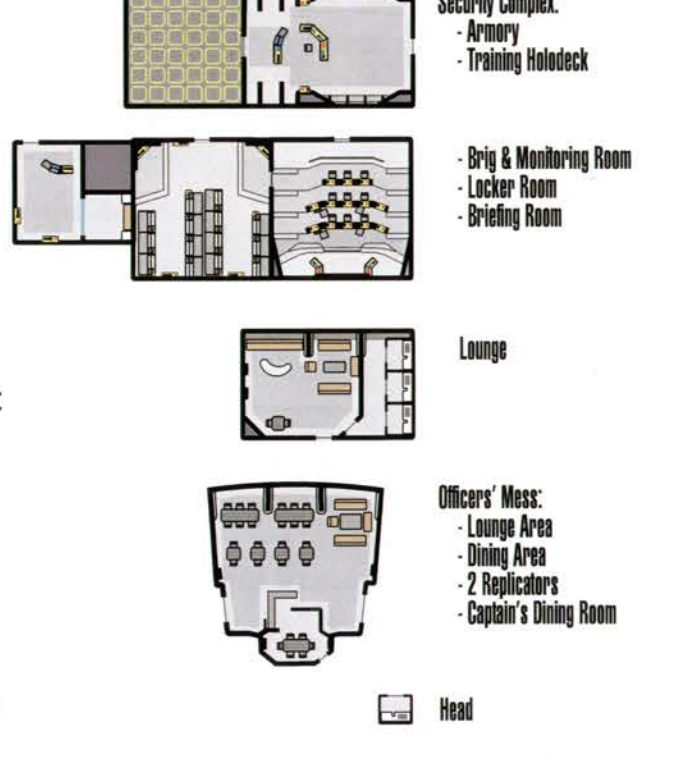 Security Complex:
- Armory
- Training Holodeck
- Brig & Monitoring Room
- Locker Room
- Briefing Room
Lounge
Officers' Mess:
- Lounge Area
- Dining Area
- 2 Replicators
- Captain's Dining Room
Head